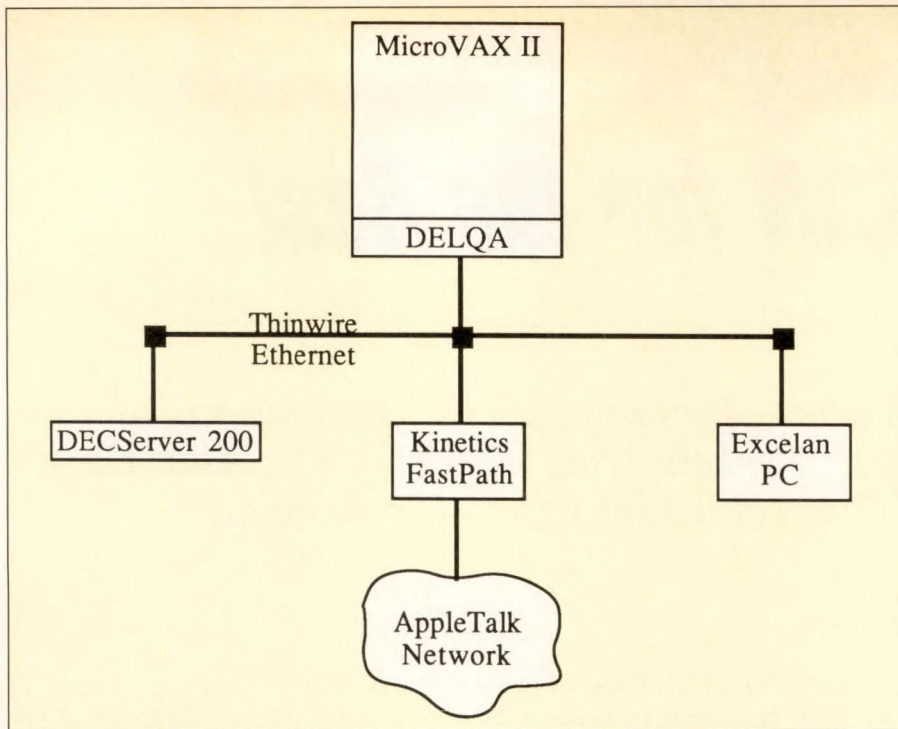 MicroVAX II
DELQA
Thinwire
Ethernet
DECServer 200
Kinetics
FastPath
Excelan
PC
AppleTalk
Network